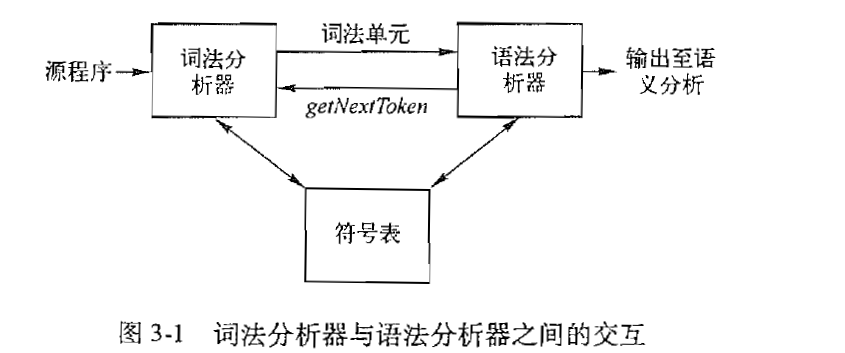 源程序
词法分
析器
词法单元
getNextToken
语法分
析器
输出至语
义分析
符号表
图 3-1 词法分析器与语法分析器之间的交互